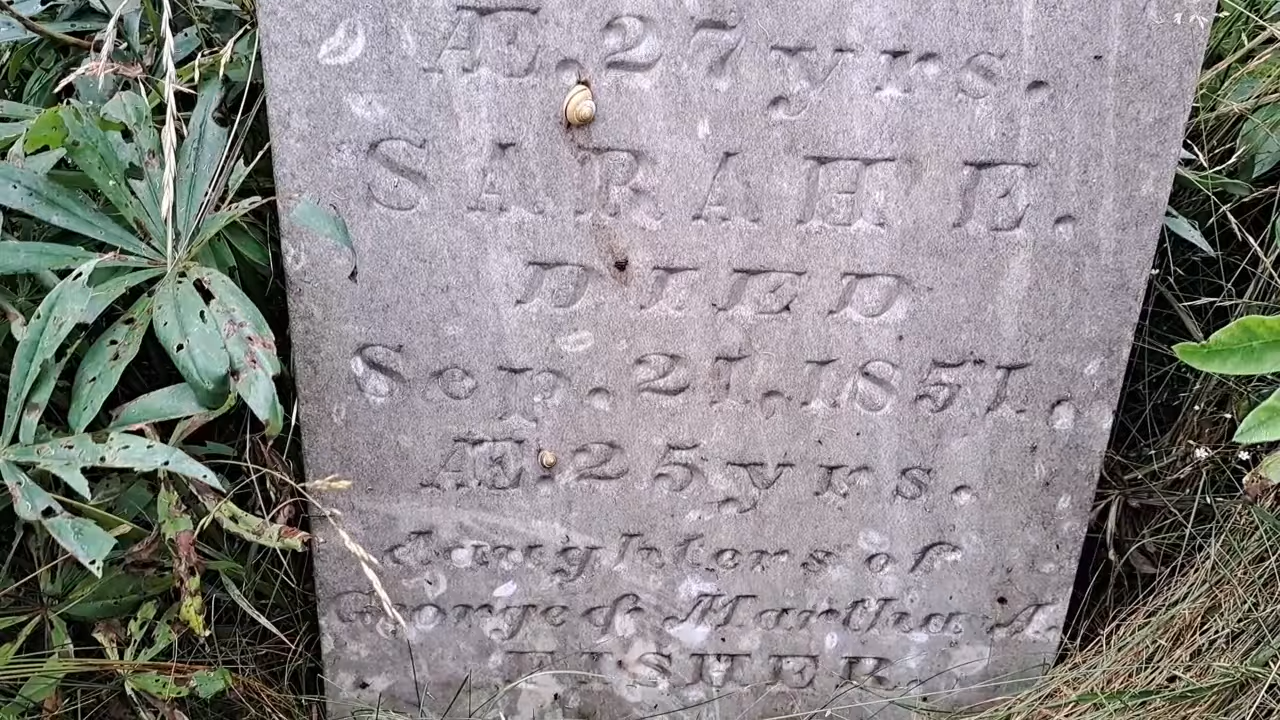 Æ. 27 yrs.
SARAH E.
DIED
Sep. 21, 1851.
Æ. 25 yrs.
daughters of
George & Martha A.
FISHER.